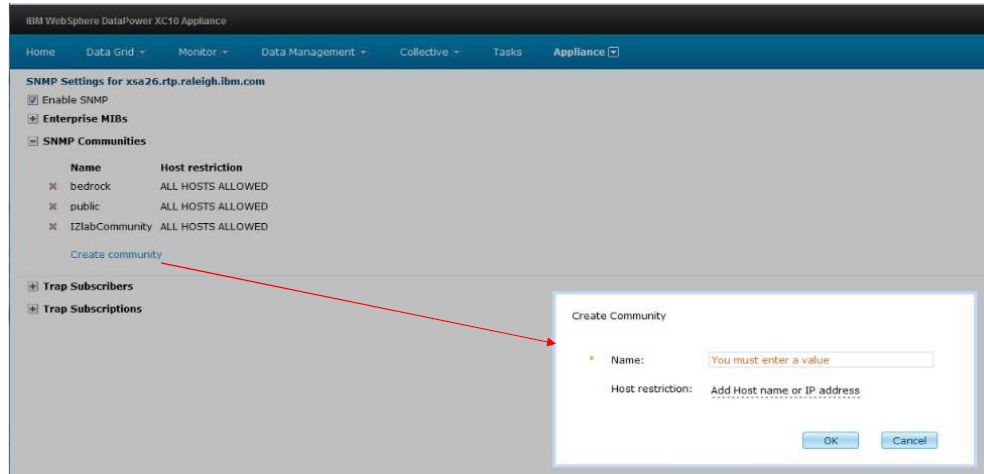 IBM WebSphere DataPower XC10 Appliance
Home Data Grid Monitor Data Management Collective Tasks Appliance
SNMP Settings for xsa26.rtp.raleigh.ibm.com
Enable SNMP
Enterprise MIBs
SNMP Communities
Name Host restriction
bedrock ALL HOSTS ALLOWED
public ALL HOSTS ALLOWED
IZlabCommunity ALL HOSTS ALLOWED
Create community
Trap Subscribers
Trap Subscriptions
Create Community
* Name: You must enter a value
Host restriction: Add Host name or IP address
OK Cancel